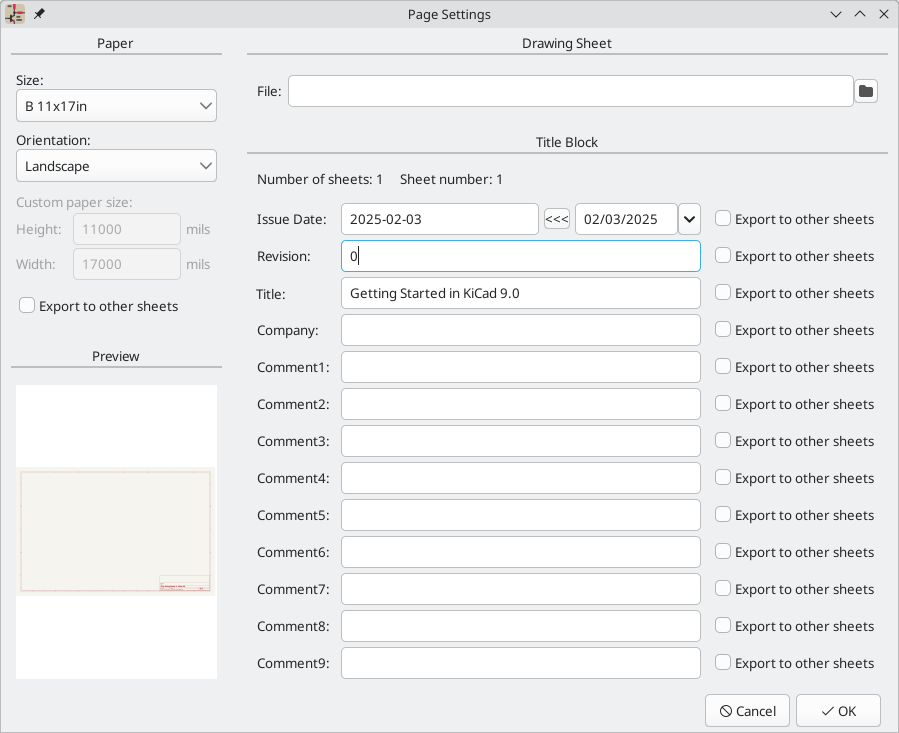 Page Settings
Paper
Size:
B 11x17in
Orientation:
Landscape
Custom paper size:
Height: 11000 mils
Width: 17000 mils
Export to other sheets
Preview
Drawing Sheet
File:
Title Block
Number of sheets: 1 Sheet number: 1
Issue Date: 2025-02-03 <<< 02/03/2025 Export to other sheets
Revision: 0 Export to other sheets
Title: Getting Started in KiCad 9.0 Export to other sheets
Company: Export to other sheets
Comment1: Export to other sheets
Comment2: Export to other sheets
Comment3: Export to other sheets
Comment4: Export to other sheets
Comment5: Export to other sheets
Comment6: Export to other sheets
Comment7: Export to other sheets
Comment8: Export to other sheets
Comment9: Export to other sheets
Cancel OK